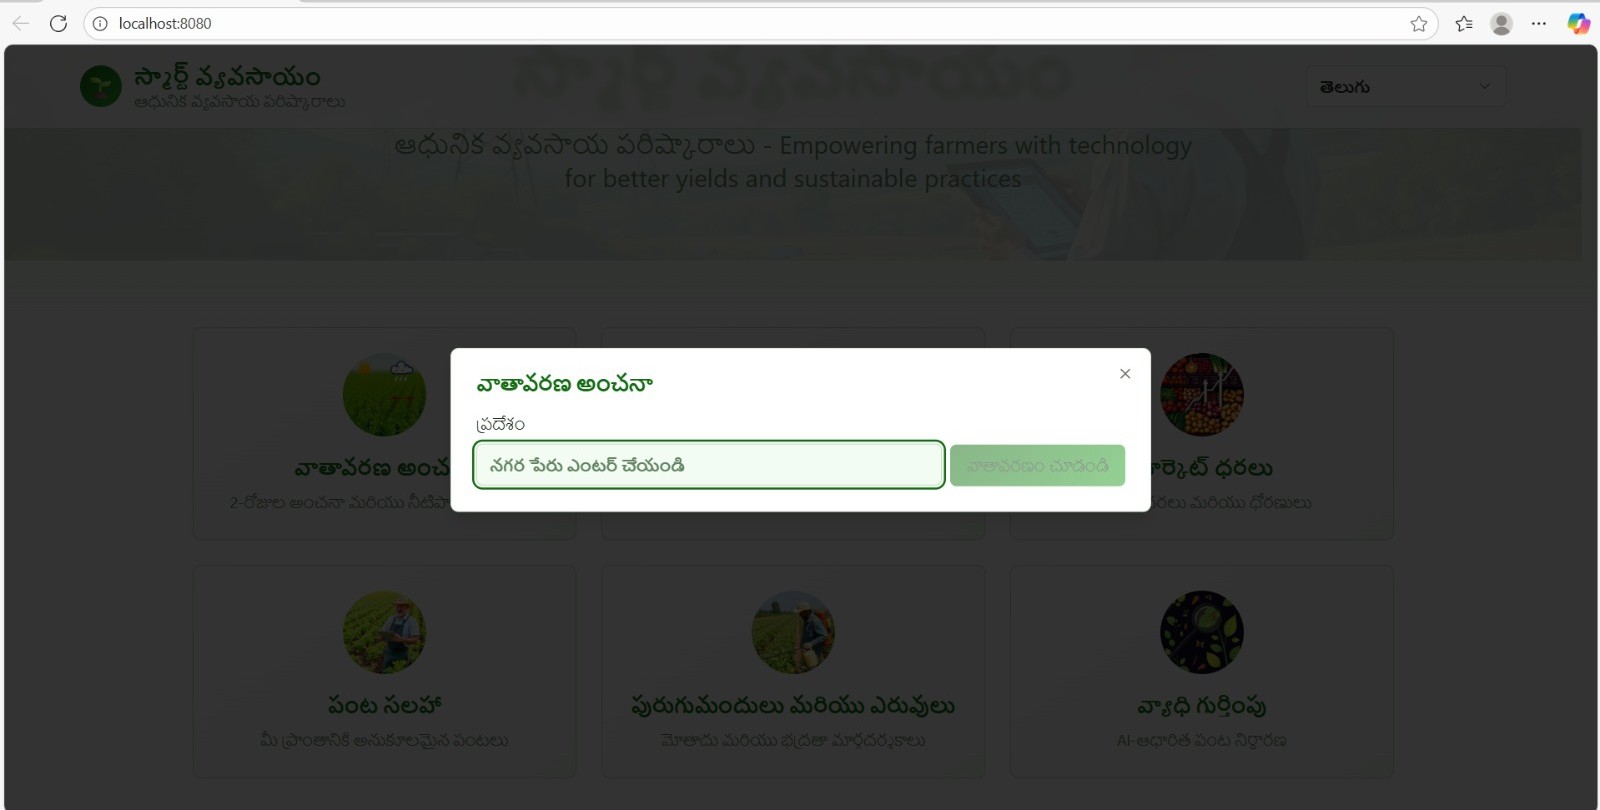 localhost:8080
స్మార్ట్ వ్యవసాయం
ఆధునిక వ్యవసాయ పరిష్కారాలు
స్మార్ట్ వ్యవసాయం
తెలుగు
ఆధునిక వ్యవసాయ పరిష్కారాలు - Empowering farmers with technology
for better yields and sustainable practices
వాతావరణ అంచనా
ప్రదేశం
నగర పేరు ఎంటర్ చేయండి
వాతావరణం చూడండి
వాతావరణ అంచ
2-రోజుల అంచనా మరియు నీటిపా
ార్కెట్ ధరలు
ధరలు మరియు ధోరణులు
పంట సలహా
మీ ప్రాంతానికి అనుకూలమైన పంటలు
పురుగుమందులు మరియు ఎరువులు
మోతాదు మరియు భద్రతా మార్గదర్శకాలు
వ్యాధి గుర్తింపు
AI-ఆధారిత పంట నిర్ధారణ